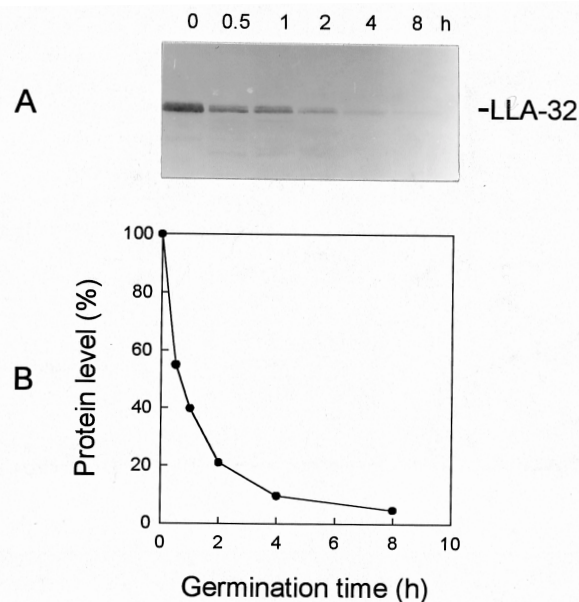 0 0.5 1 2 4 8 h
A
-LLA-32
B
Protein level (%)
100
80
60
40
20
0
0 2 4 6 8 10
Germination time (h)